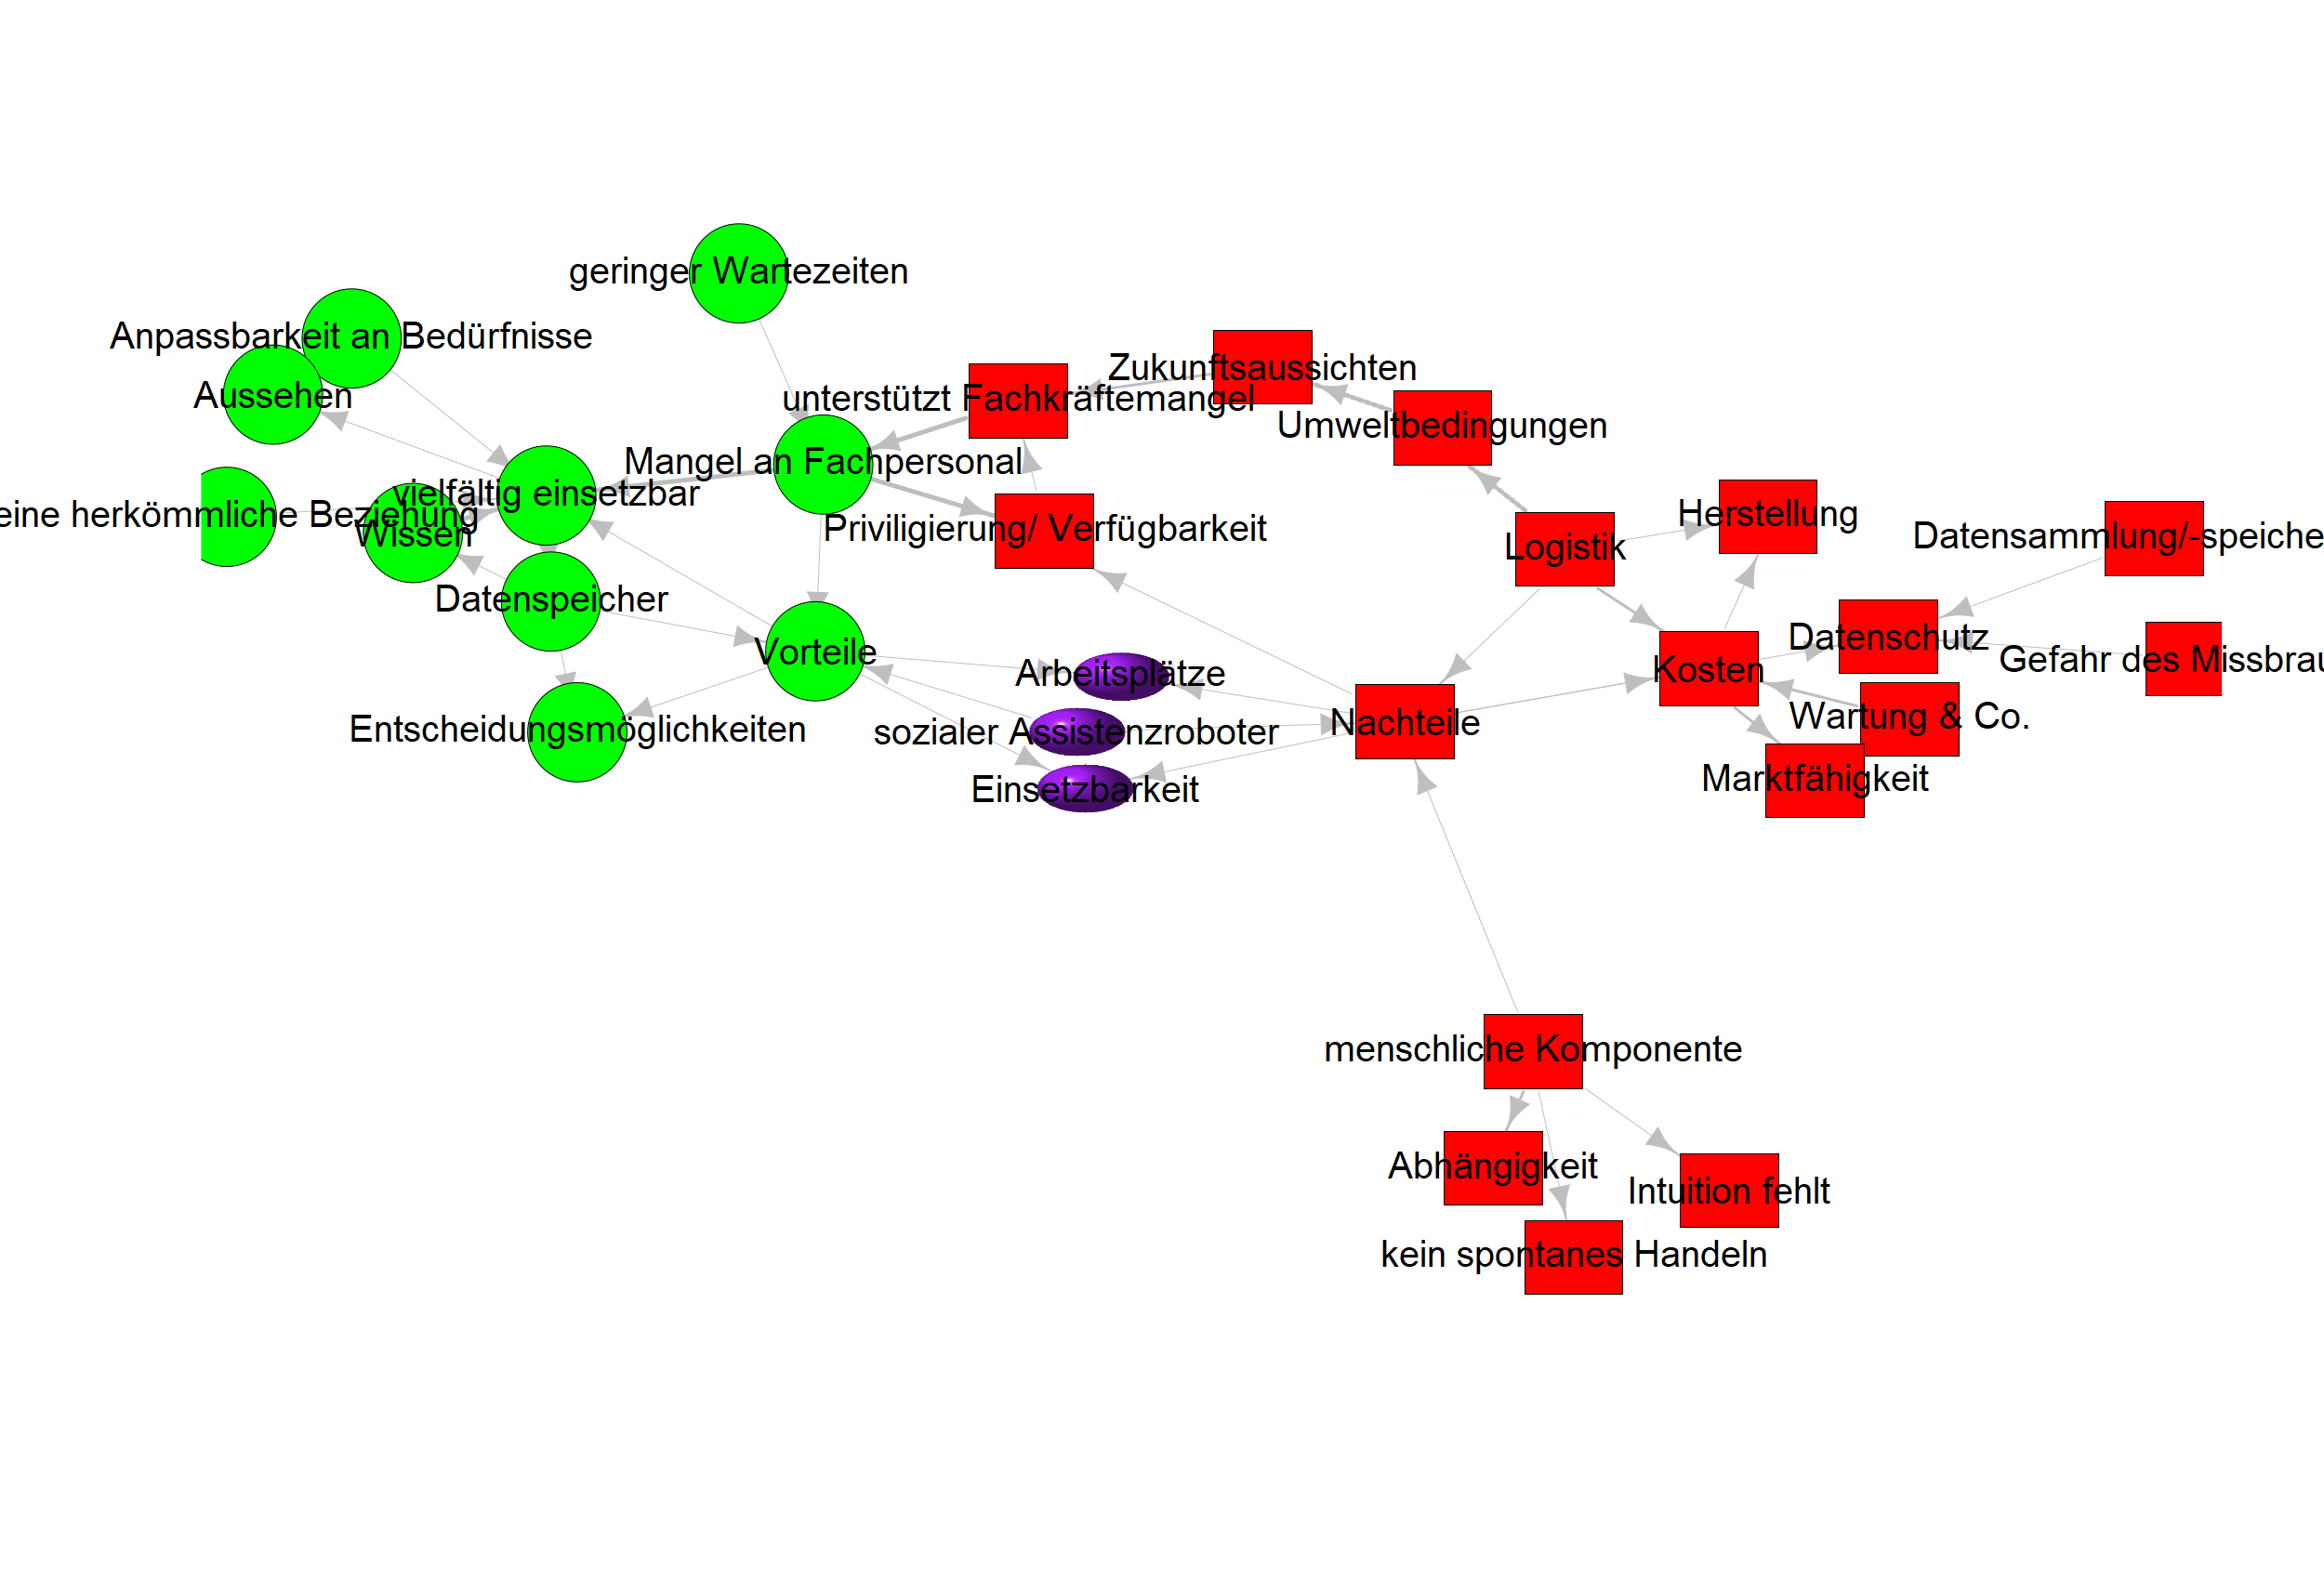 geringer Wartezeiten
Anpassbarkeit an Bedürfnisse
Zukunftsaussichten
Aussehen
unterstützt Fachkräftemangel
Umweltbedingungen
Mangel an Fachpersonal
vielfältig einsetzbar
eine herkömmliche Beziehung
Herstellung
Priviligierung/ Verfügbarkeit
Wissen
Datensammlung/-speiche
Logistik
Datenspeicher
Datenschutz
Vorteile
Gefahr des Missbrau
Kosten
Arbeitsplätze
Wartung & Co.
Nachteile
Entscheidungsmöglichkeiten
sozialer Assistenzroboter
Marktfähigkeit
Einsetzbarkeit
menschliche Komponente
Abhängigkeit
Intuition fehlt
kein spontanes Handeln